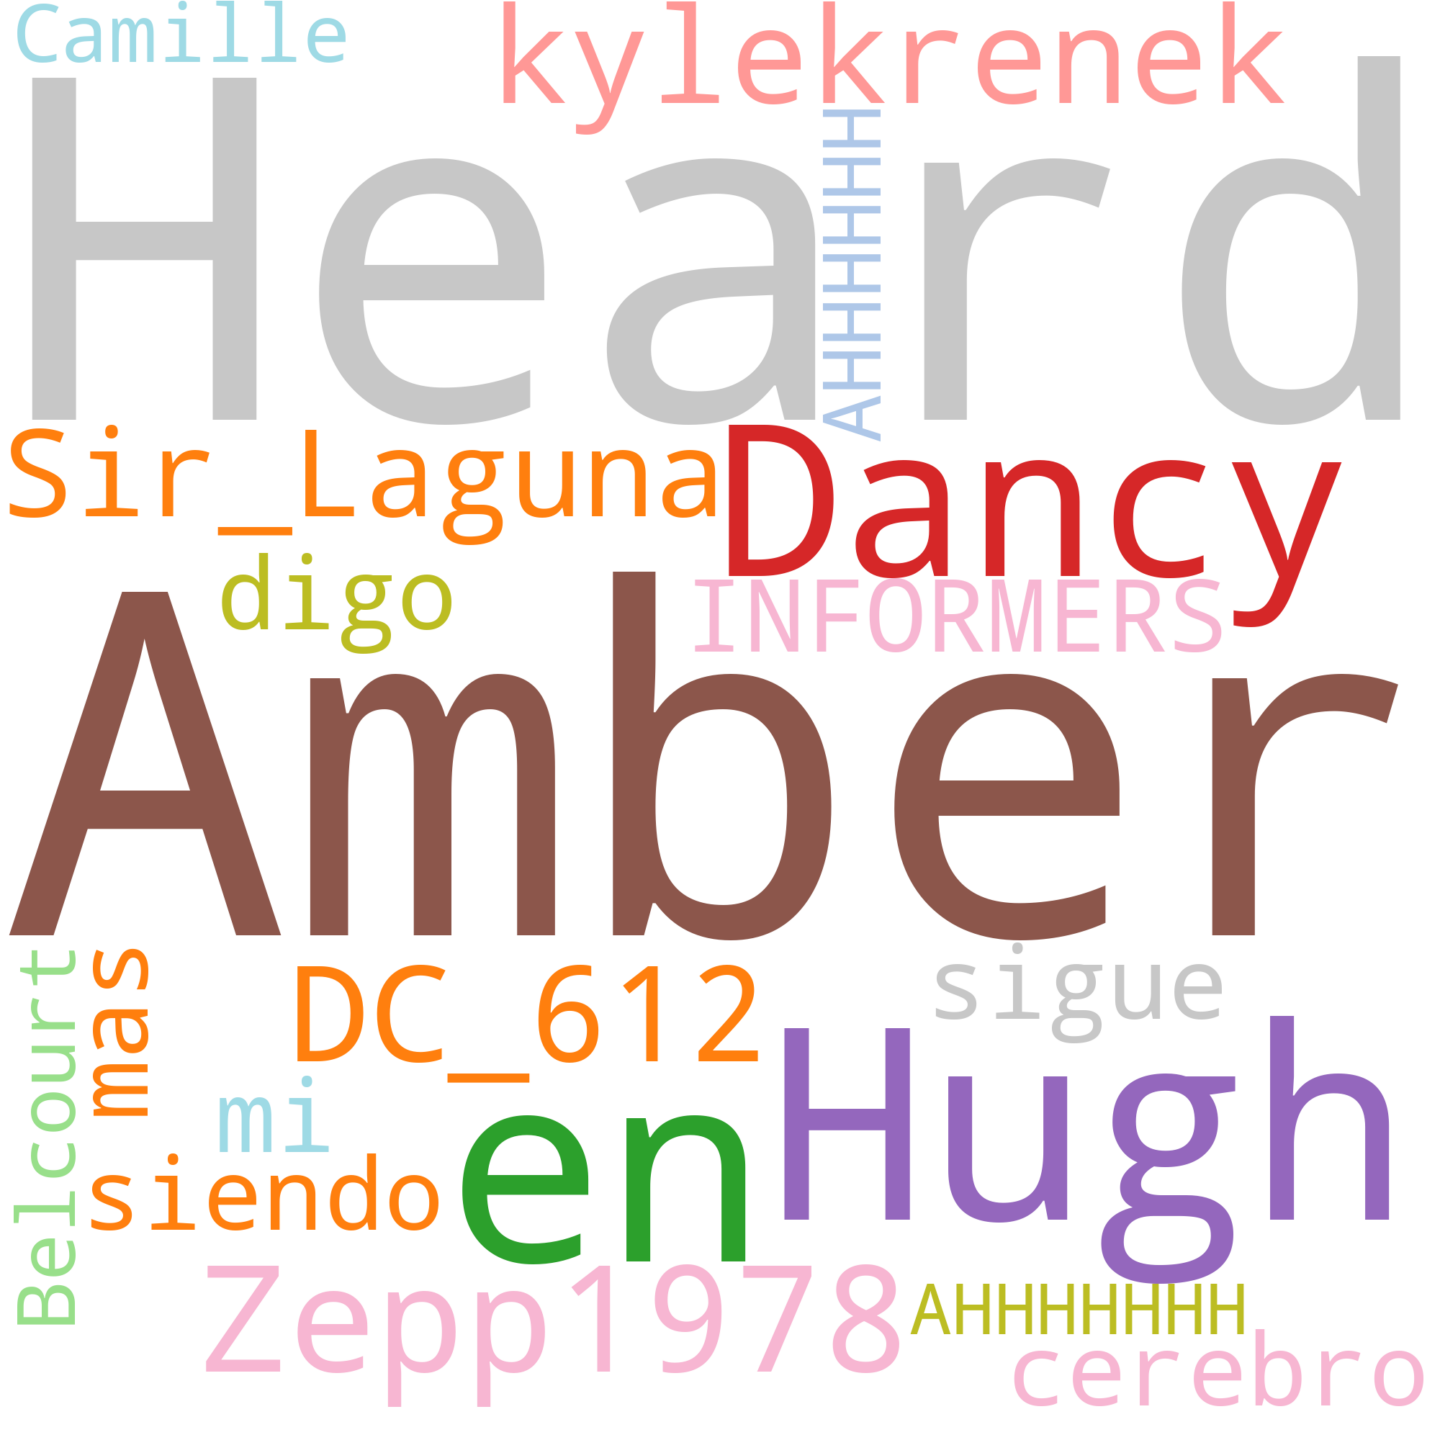 Camille
kylekrenek
Heard
AHHHHHHH
Sir_Laguna
Dancy
digo
INFORMERS
Amber
Belcourt
mas
DC_612
sigue
mi
en
Hugh
siendo
Zepp1978
AHHHHHHHH
cerebro